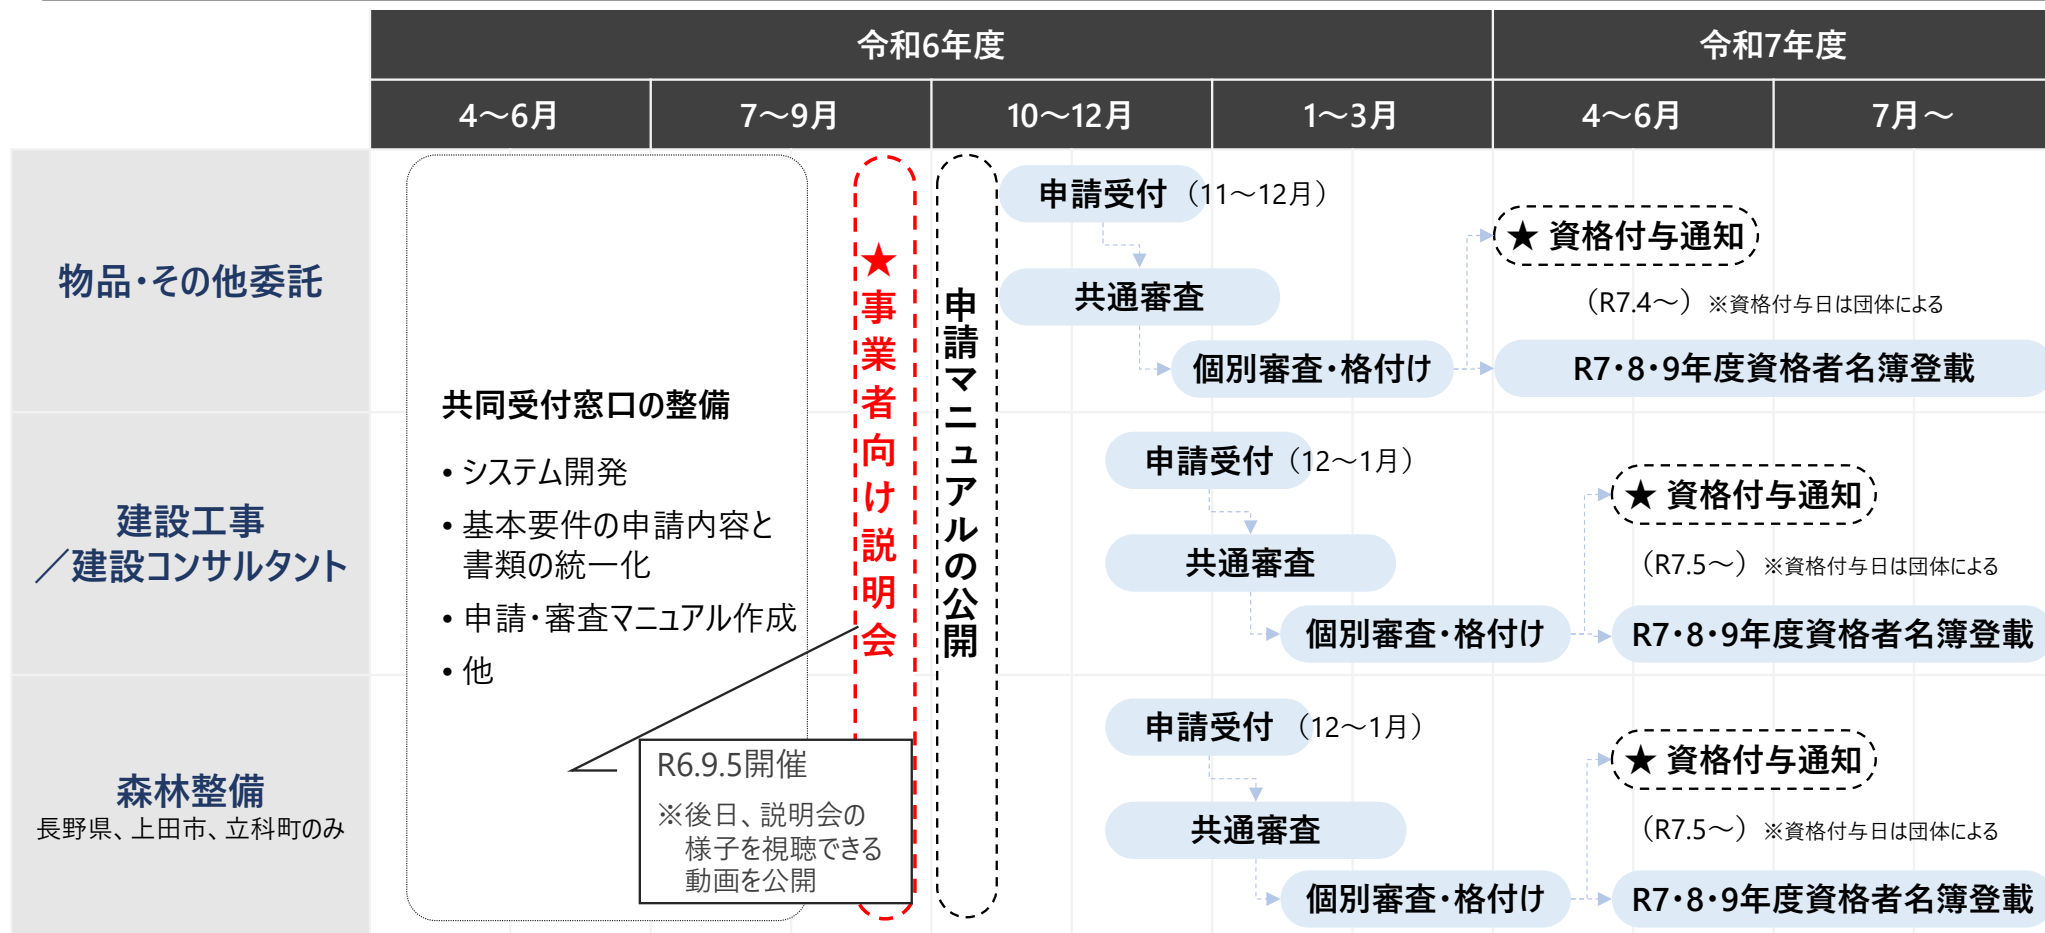 令和6年度
令和7年度
4～6月
7～9月
10～12月
1～3月
4～6月
7月～
物品・その他委託
建設工事
／建設コンサルタント
森林整備
長野県、上田市、立科町のみ
共同受付窓口の整備
• システム開発
• 基本要件の申請内容と
書類の統一化
• 申請・審査マニュアル作成
• 他
★事業者向け説明会
R6.9.5開催
※後日、説明会の
様子を視聴できる
動画を公開
申請マニュアルの公開
申請受付（11～12月）
共通審査
個別審査・格付け
★ 資格付与通知
（R7.4～）※資格付与日は団体による
R7・8・9年度資格者名簿登載
申請受付（12～1月）
共通審査
個別審査・格付け
★ 資格付与通知
（R7.5～）※資格付与日は団体による
R7・8・9年度資格者名簿登載
申請受付（12～1月）
共通審査
個別審査・格付け
★ 資格付与通知
（R7.5～）※資格付与日は団体による
R7・8・9年度資格者名簿登載